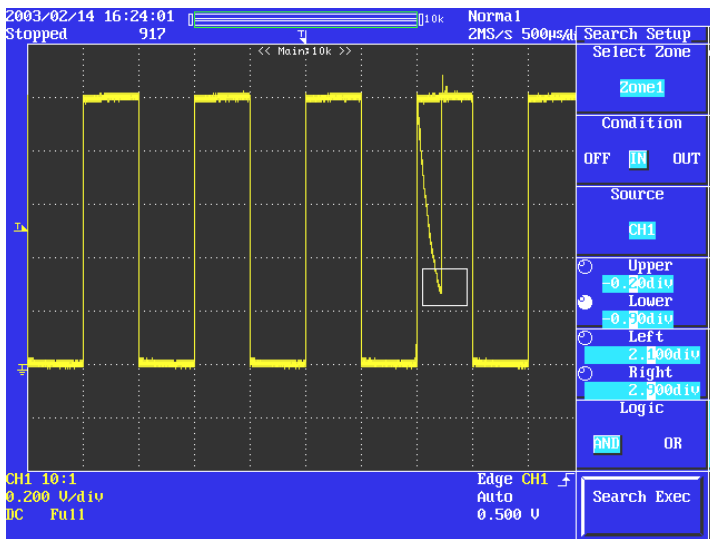 2003/02/14 16:24:01 10k Normal
Stopped 917 2MS/s 500µs/d
<< Main:10k >>
Search Setup
Select Zone
Zone1
Condition
OFF IN OUT
Source
CH1
Upper
-0.20div
Lower
-0.90div
Left
2.100div
Right
2.900div
Logic
AND OR
Search Exec
CH1 10:1
0.200 V/div
DC Full
Edge CH1
Auto
0.500 V